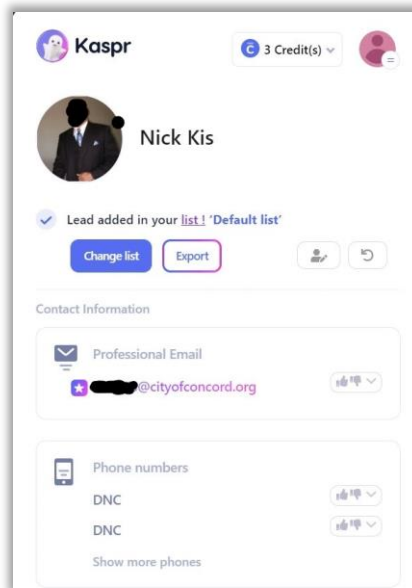 Kaspr
3 Credit(s)
Nick Kis
Lead added in your list ! 'Default list'
Change list
Export
Contact Information
Professional Email
@cityofconcord.org
Phone numbers
DNC
DNC
Show more phones